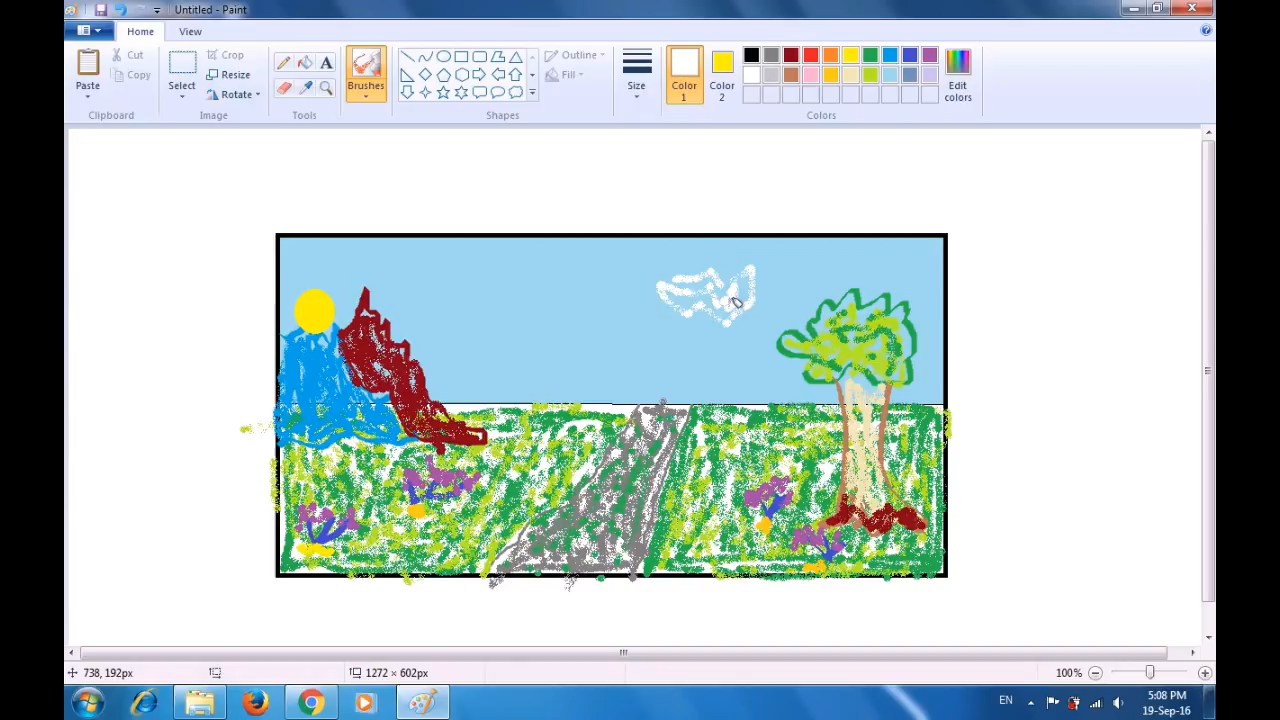 Untitled - Paint
Home View
Paste
Cut
Copy
Select
Crop
Resize
Rotate
A
Brushes
Outline
Fill
Size
Color 1
Color 2
Edit colors
Clipboard Image Tools Shapes Colors
738, 192px 1272 × 602px 100%
EN 5:08 PM
19-Sep-16